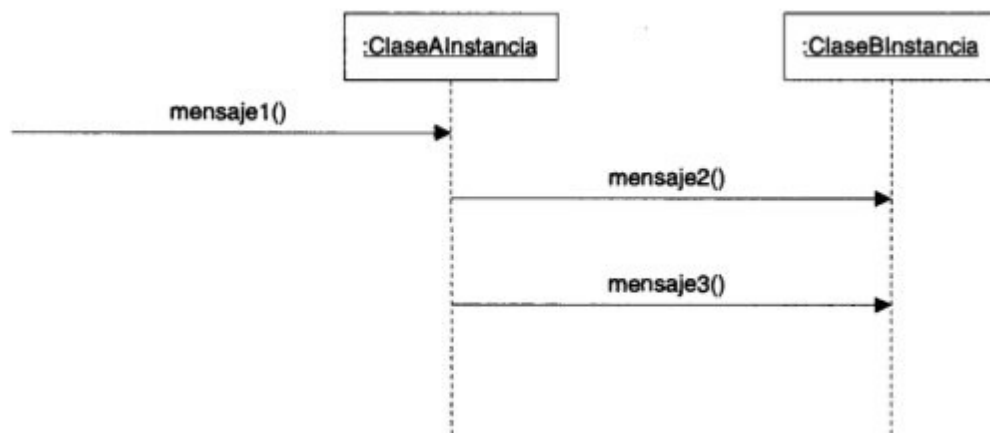 :ClaseAInstancia
:ClaseBInstancia
mensaje1()
mensaje2()
mensaje3()